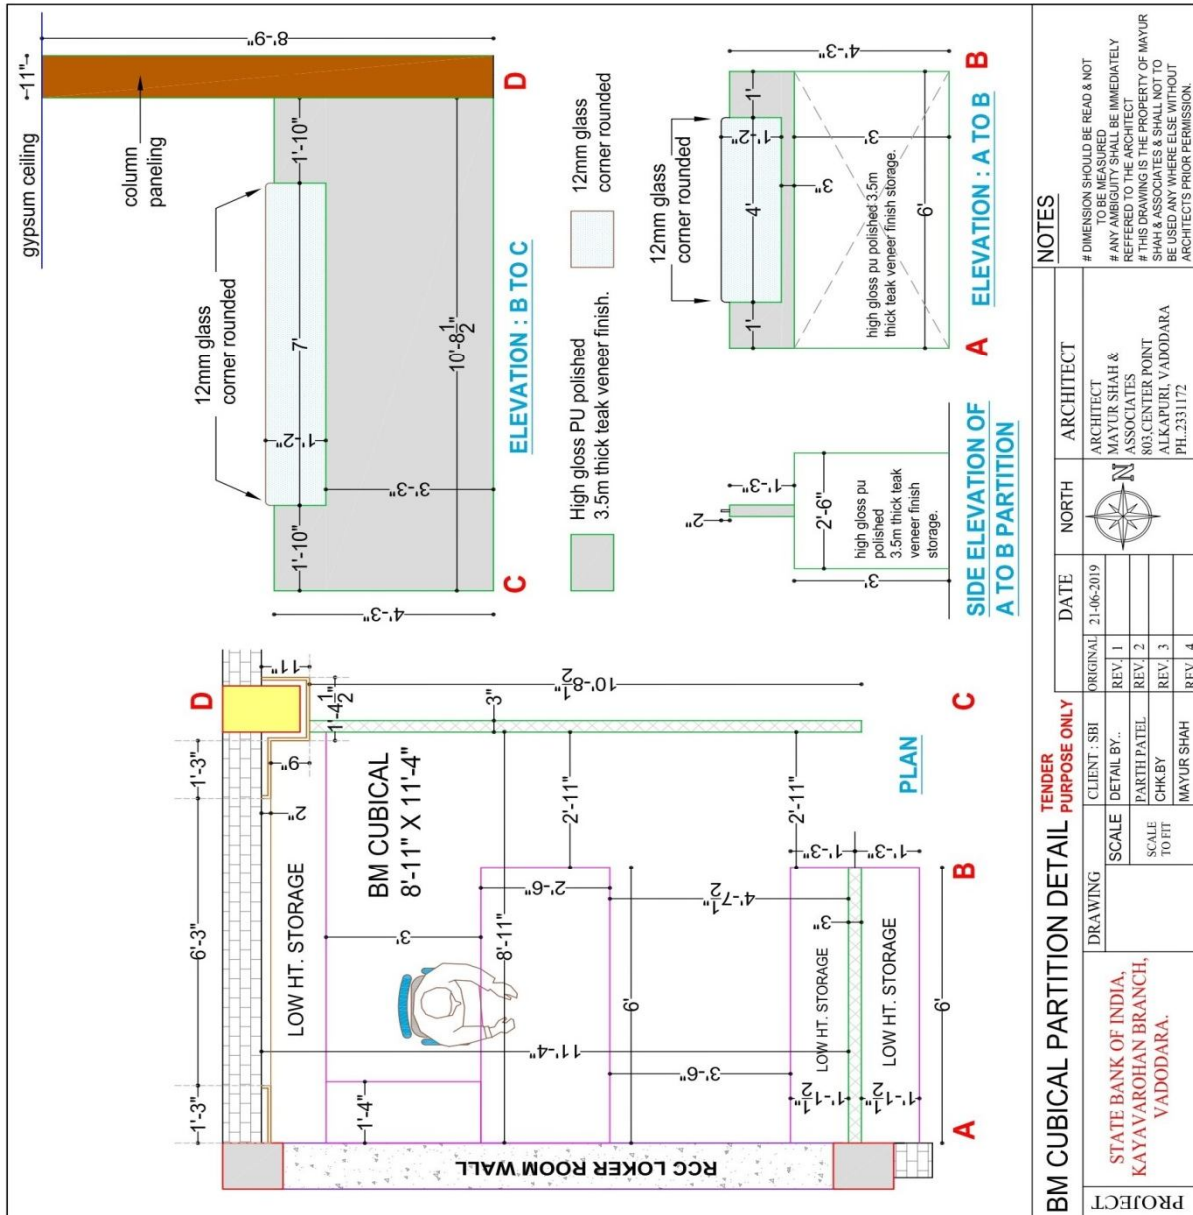 gypsum ceiling
11"
8'-9"
column
paneling
12mm glass
corner rounded
1'-10"
7'
1'-10"
1'-2"
3'-3"
10'-8 1/2"
4'-3"
C
D
ELEVATION : B TO C
High gloss PU polished
3.5m thick teak veneer finish.
12mm glass
corner rounded
12mm glass
corner rounded
1'
4'
1'
1'-2"
3"
3'
4'-3"
6'
high gloss pu polished 3.5m
thick teak veneer finish storage.
A
B
ELEVATION : A TO B
2"
1'-3"
2'-6"
3'
high gloss pu
polished
3.5m thick teak
veneer finish
storage.
SIDE ELEVATION OF
A TO B PARTITION
1'-3"
6'-3"
1'-3"
D
11"
1'-4 1/2"
9"
2"
LOW HT. STORAGE
BM CUBICAL
8'-11" X 11'-4"
10'-8 1/2"
3"
1'-4"
3'
8'-11"
2'-6"
2'-11"
11'-4"
6'
3'-6"
4'-7 1/2"
2'-11"
1'-3"
1'-3"
LOW HT. STORAGE
3"
LOW HT. STORAGE
1'-1 1/2"
1'-1 1/2"
6'
RCC LOKER ROOM WALL
A
B
C
PLAN
BM CUBICAL PARTITION DETAIL
TENDER
PURPOSE ONLY
PROJECT
STATE BANK OF INDIA,
KAYAVAROHAN BRANCH,
VADODARA.
DRAWING
SCALE
SCALE
TO FIT
CLIENT : SBI
DETAIL BY..
PARTH PATEL
CHK.BY
MAYUR SHAH
DATE
ORIGINAL 21-06-2019
REV. 1
REV. 2
REV. 3
REV. 4
NORTH
N
ARCHITECT
ARCHITECT
MAYUR SHAH &
ASSOCIATES
803,CENTER POINT
ALKAPURI, VADODARA
PH..2331172
NOTES
# DIMENSION SHOULD BE READ & NOT
TO BE MEASURED
# ANY AMBIGUITY SHALL BE IMMEDIATELY
REFFERED TO THE ARCHITECT
# THIS DRAWING IS THE PROPERTY OF MAYUR
SHAH & ASSOCIATES & SHALL NOT TO
BE USED ANY WHERE ELSE WITHOUT
ARCHITECTS PRIOR PERMISSION.